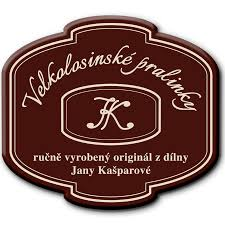 Velkolosinské pralinky
JK
ručně vyrobený originál z dílny
Jany Kašparové